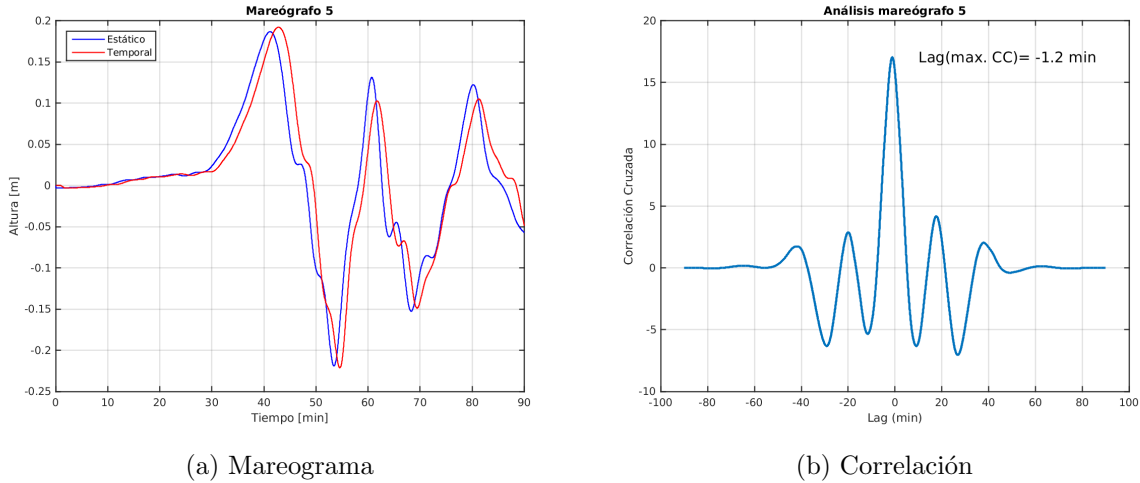 Mareógrafo 5
Estático
Temporal
0.2
0.15
0.1
0.05
0
-0.05
-0.1
-0.15
-0.2
-0.25
Altura [m]
0 10 20 30 40 50 60 70 80 90
Tiempo [min]
(a) Mareograma
Análisis mareógrafo 5
Lag(max. CC)= -1.2 min
20
15
10
5
0
-5
-10
Correlación Cruzada
-100 -80 -60 -40 -20 0 20 40 60 80 100
Lag (min)
(b) Correlación